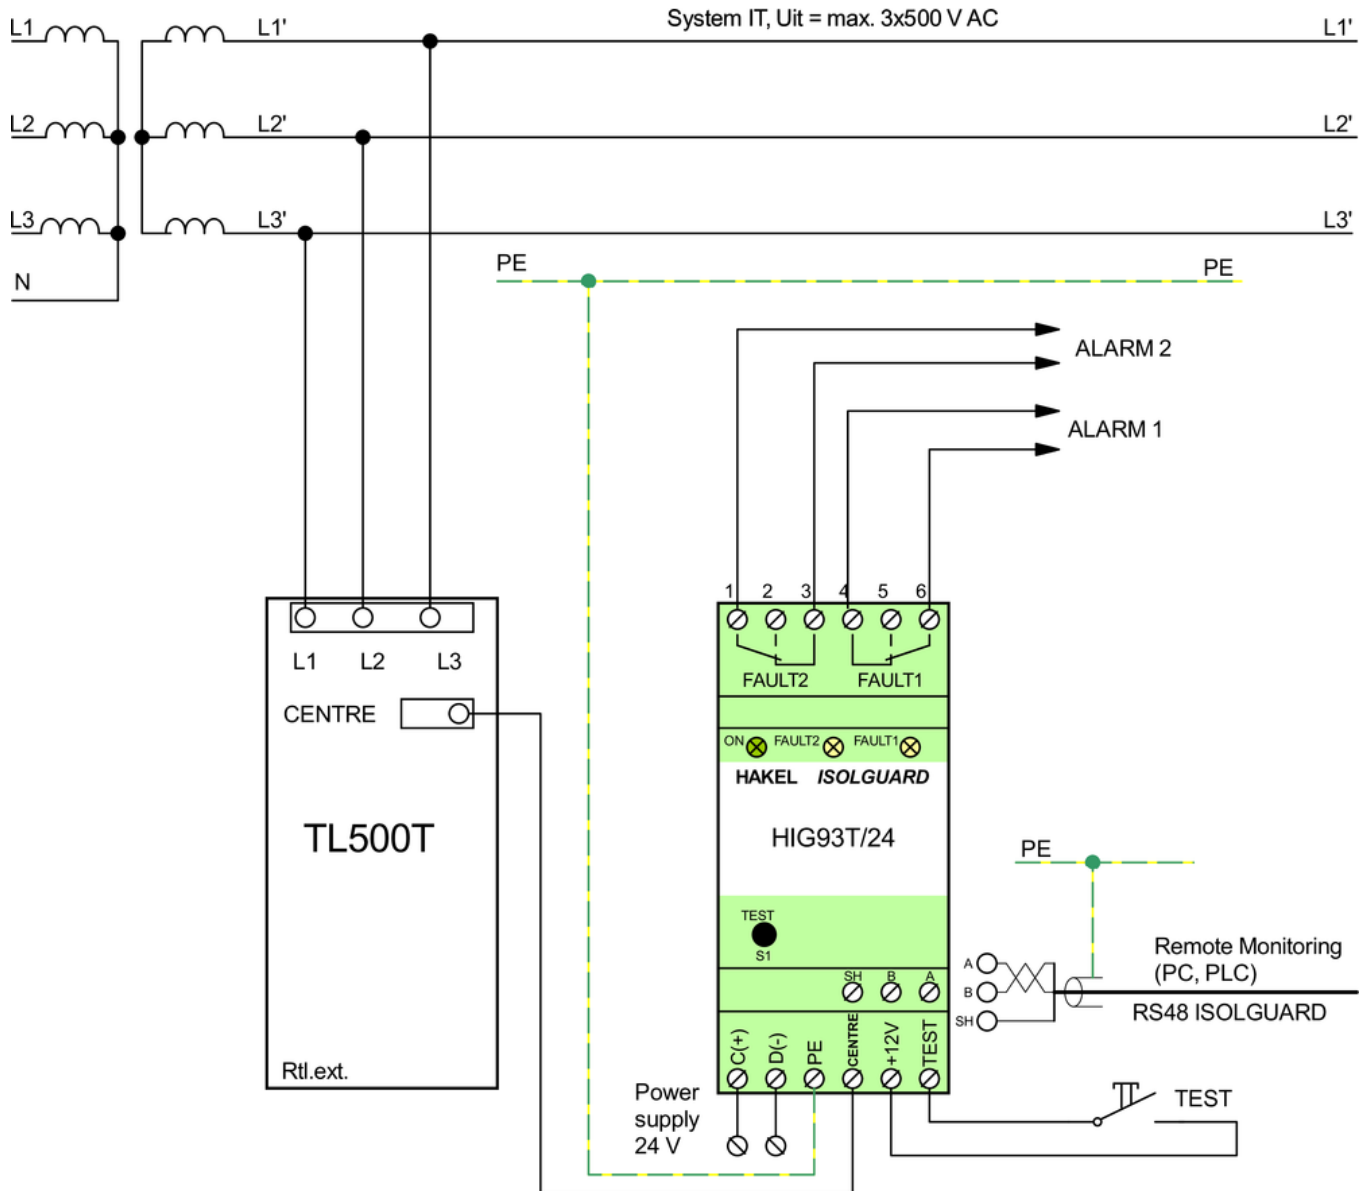 System IT, Uit = max. 3x500 V AC
L1 L1' L1'
L2 L2' L2'
L3 L3' L3'
PE PE
N
ALARM 2
ALARM 1
1 2 3 4 5 6
L1 L2 L3
FAULT2 FAULT1
CENTRE
ON FAULT2 FAULT1
HAKEL ISOLGUARD
TL500T
HIG93T/24
PE
TEST
S1
Remote Monitoring
(PC, PLC)
RS48 ISOLGUARD
A
B
SH
SH B A
C(+) D(-) PE CENTRE +12V TEST
Rtl.ext.
Power
supply
24 V
TEST